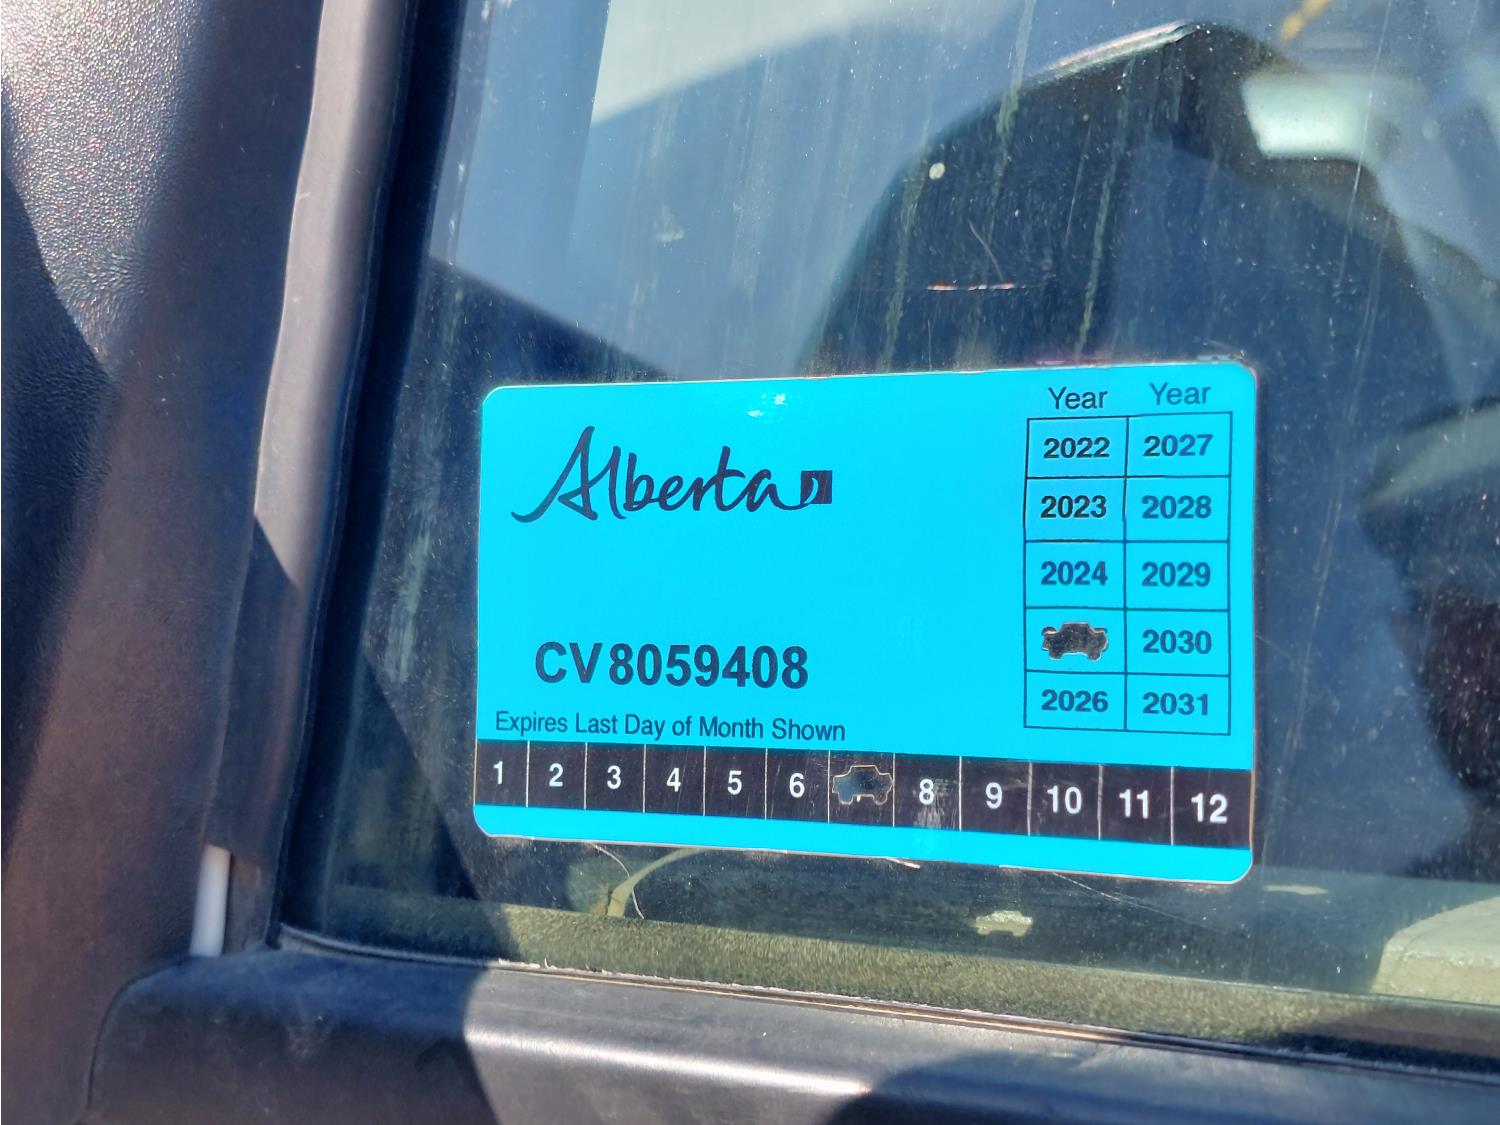 Alberta
Year Year
2022 2027
2023 2028
2024 2029
2030
2026 2031
CV8059408
Expires Last Day of Month Shown
1 2 3 4 5 6 8 9 10 11 12